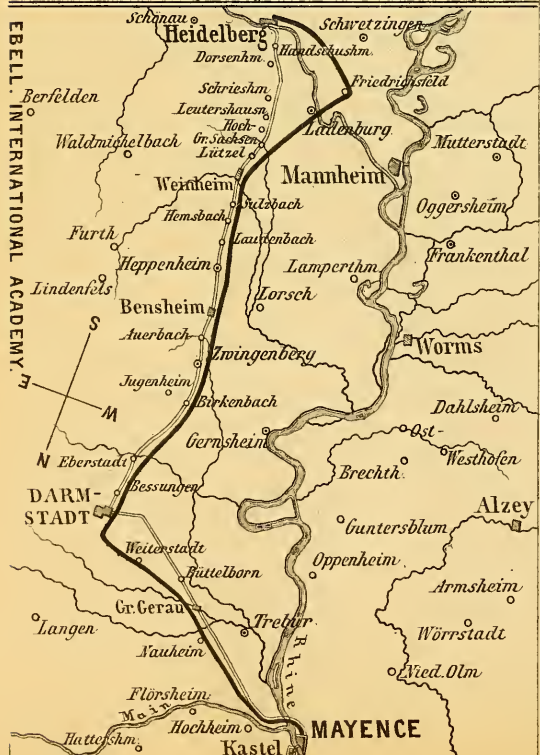 EBELL. INTERNATIONAL ACADEMY.
Schönau
Heidelberg
Schwetzingen
Handschushm.
Dorsenhm.
Friedrichsfeld
Schrieshm
Berfelden
Leutershausn
Hoch-
Gr. Sachsen
Ladenburg
Lützel
Waldmichelbach
Mutterstadt
Weinheim
Mannheim
Sulzbach
Oggersheim
Hemsbach
Furth
Laudenbach
Frankenthal
Heppenheim
Lamperthm
Lindenfels
Lorsch
Bensheim
S
Auerbach
Worms
Zwingenberg
E
W
Jugenheim
Birkenbach
Dahlsheim
N
Gernsheim
Ost-
Eberstadt
Westhofen
Brechth.
Bessungen
DARM-
STADT
Alzey
Guntersblum
Weiterstadt
Oppenheim
Büttelborn
Armsheim
Gr. Gerau
Langen
Trebur
Wörrstadt
Nauheim
Rhine
Nied. Olm
Flörsheim
Main
Hochheim
MAYENCE
Hattershm.
Kastel